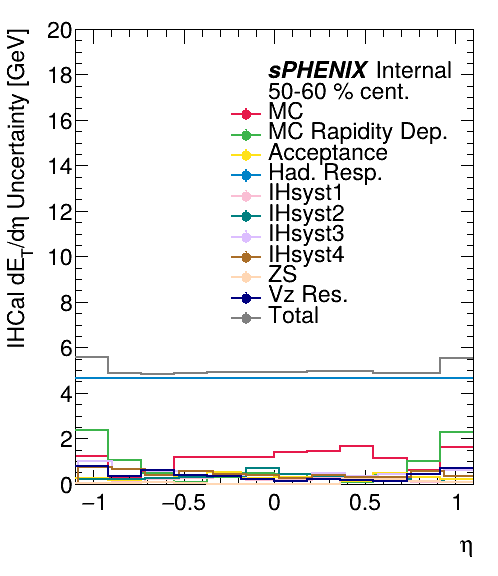 IHCal dE_T/dη Uncertainty [GeV]
20
18
16
14
12
10
8
6
4
2
0
sPHENIX Internal
50-60 % cent.
MC
MC Rapidity Dep.
Acceptance
Had. Resp.
IHsyst1
IHsyst2
IHsyst3
IHsyst4
ZS
Vz Res.
Total
−1 −0.5 0 0.5 1
η